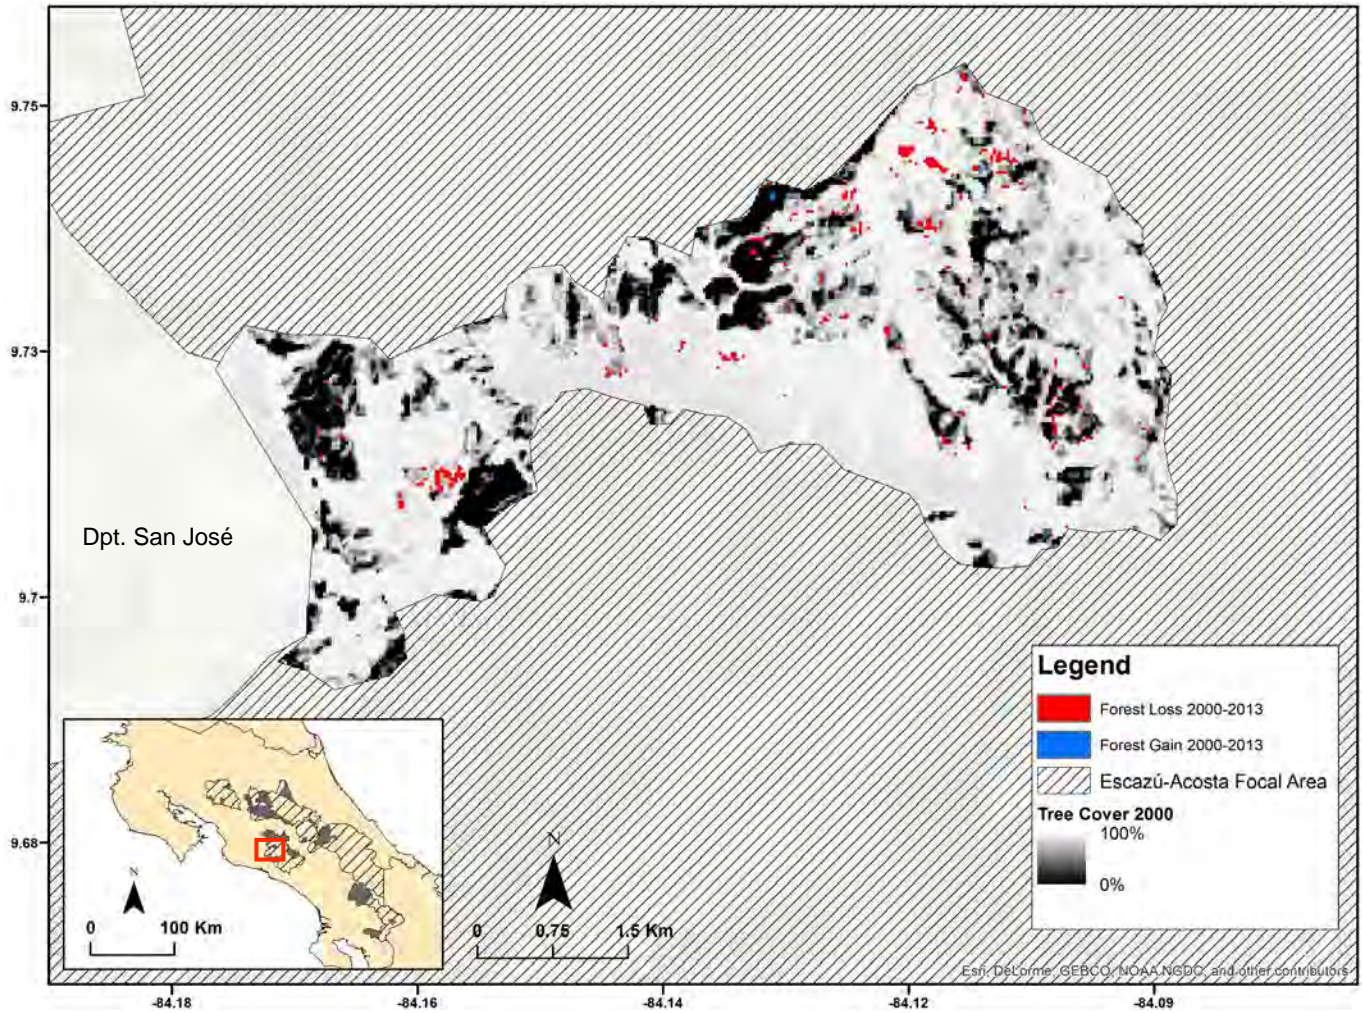 9.75
9.73
9.7
9.68
Dpt. San José
Legend
Forest Loss 2000-2013
Forest Gain 2000-2013
Escazú-Acosta Focal Area
Tree Cover 2000
100%
0%
N
0 100 Km
N
0 0.75 1.5 Km
Esri, DeLorme, GEBCO, NOAA NGDC, and other contributors
-84.18 -84.16 -84.14 -84.12 -84.09